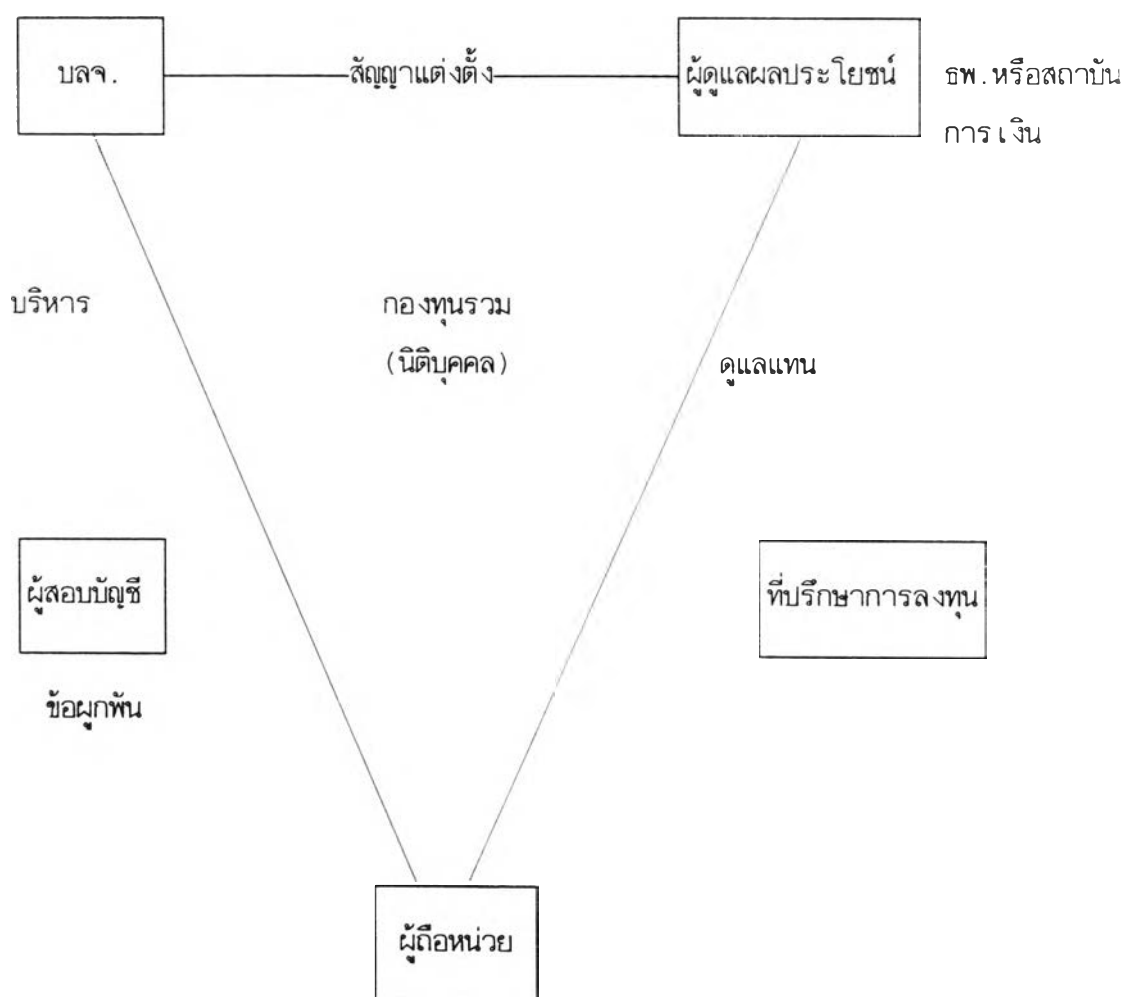 บลจ.
สัญญาแต่งตั้ง
ผู้ดูแลผลประโยชน์
ธพ.หรือสถาบัน
การเงิน
บริหาร
กองทุนรวม
(นิติบุคคล)
ดูแลแทน
ผู้สอบบัญชี
ที่ปรึกษาการลงทุน
ข้อผูกพัน
ผู้ถือหน่วย